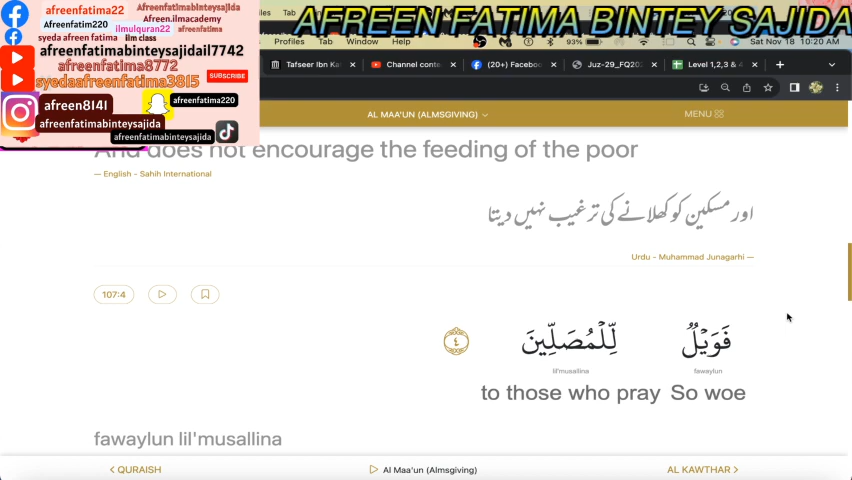 AFREEN FATIMA BINTEY SAJIDA
afreenfatima22
Afreenfatimabinteysajida
Afreen.ilmacademy
Afreenfatim220
ilmulquran22
syeda afreen fatima
ilm class
afreenfatimabinteysajidail7742
afreenfatima8772
syedaafreenfatima3815
SUBSCRIBE
afreen8141
afreenfatima220
afreenfatimabinteysajida
afreenfatimabinteysajida
Profiles Tab Window Help
93%
Sat Nov 18 10:20 AM
Tafseer Ibn Ka
Channel conte
(20+) Faceboo
Juz-29_FQ202
Level 1,2,3 & 4
AL MAA'UN (ALMSGIVING)
MENU
And does not encourage the feeding of the poor
— English - Sahih International
اور مسکین کو کھلانے کی ترغیب نہیں دیتا
Urdu - Muhammad Junagarhi —
107:4
فَوَيْلٌ لِّلْمُصَلِّينَ ٤
lil'musallina fawaylun
to those who pray So woe
fawaylun lil'musallina
QURAISH
Al Maa'un (Almsgiving)
AL KAWTHAR